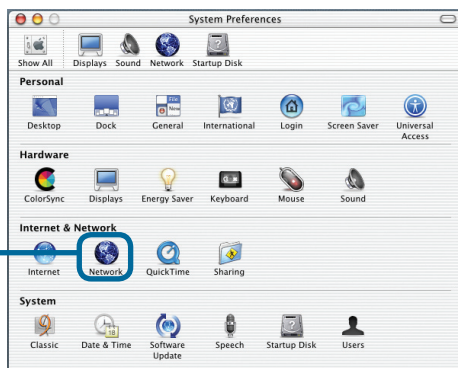 System Preferences
Show All Displays Sound Network Startup Disk
Personal
Desktop Dock General International Login Screen Saver Universal Access
Hardware
ColorSync Displays Energy Saver Keyboard Mouse Sound
Internet & Network
Internet Network QuickTime Sharing
System
Classic Date & Time Software Update Speech Startup Disk Users